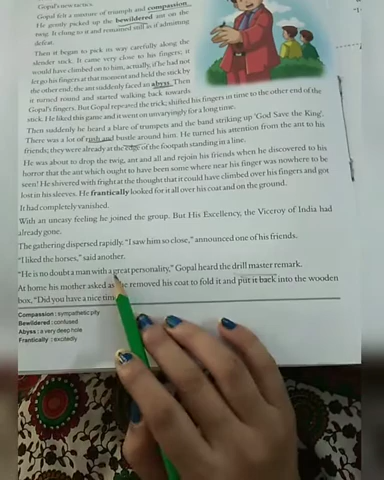 Gopal's new tactics.
Gopal felt a mixture of triumph and compassion.
He gently picked up the bewildered ant on the
twig. It clung to it and remained still as if admitting
defeat.
Then it began to pick its way carefully along the
slender stick. It came very close to his fingers; it
would have climbed on to him, actually, if he had not
let go his fingers at that moment and held the stick by
the other end, the ant suddenly faced an abyss. Then
it turned round and started walking back towards
Gopal's fingers. But Gopal repeated the trick; shifted his fingers in time to the other end of the
stick. He liked this game and it went on unvaryingly for a long time.
Then suddenly he heard a blare of trumpets and the band striking up 'God Save the King'.
There was a lot of rush and bustle around him. He turned his attention from the ant to his
friends; they were already at the edge of the footpath standing in a line.
He was about to drop the twig, ant and all and rejoin his friends when he discovered to his
horror that the ant which ought to have been some where near his finger was nowhere to be
seen! He shivered with fright at the thought that it could have climbed over his fingers and got
lost in his sleeves. He frantically looked for it all over his coat and on the ground.
It had completely vanished.
With an uneasy feeling he joined the group. But His Excellency, the Viceroy of India had
already gone.
The gathering dispersed rapidly. "I saw him so close," announced one of his friends.
"I liked the horses," said another.
"He is no doubt a man with a great personality," Gopal heard the drill master remark.
At home his mother asked as he removed his coat to fold it and put it back into the wooden
box, "Did you have a nice
Compassion : sympathetic pity
Bewildered : confused
Abyss : a very deep hole
Frantically : excitedly